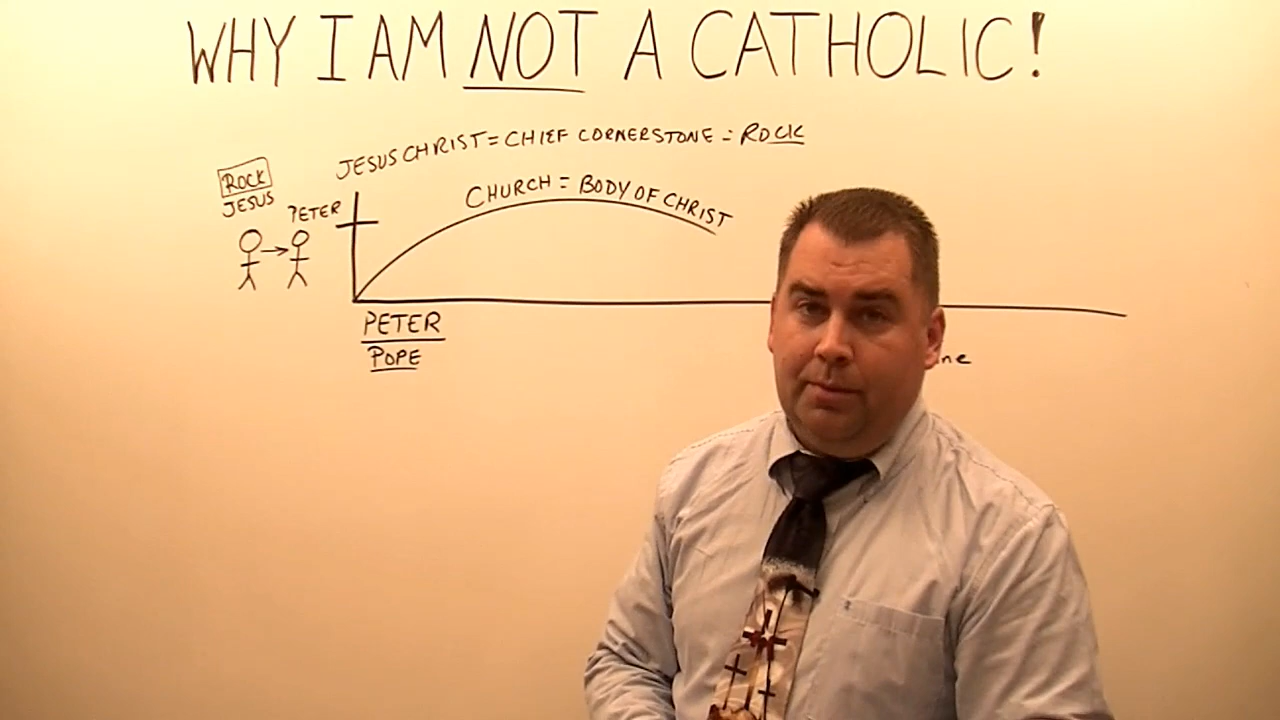 WHY I AM NOT A CATHOLIC!
JESUS CHRIST = CHIEF CORNERSTONE = ROCK
ROCK
JESUS
PETER
CHURCH = BODY OF CHRIST
PETER
POPE